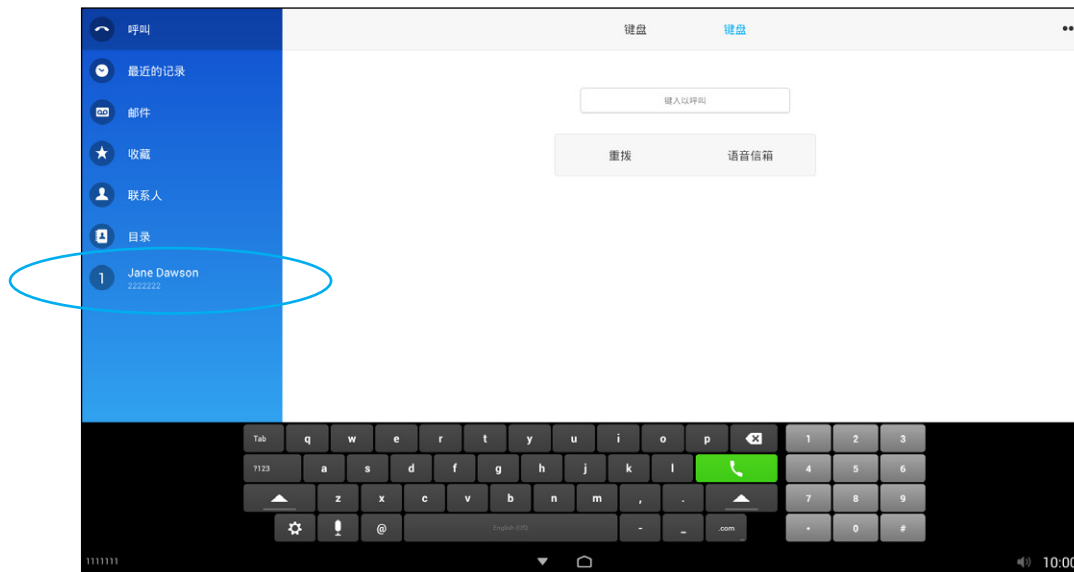 呼叫
键盘 键盘
最近的记录
邮件
收藏
联系人
目录
1 Jane Dawson
2222222
键入以呼叫
重拨 语音信箱
Tab q w e r t y u i o p 1 2 3
?123 a s d f g h j k l 4 5 6
z x c v b n m , . 7 8 9
@ - _ .com 0 #
1111111 10:00